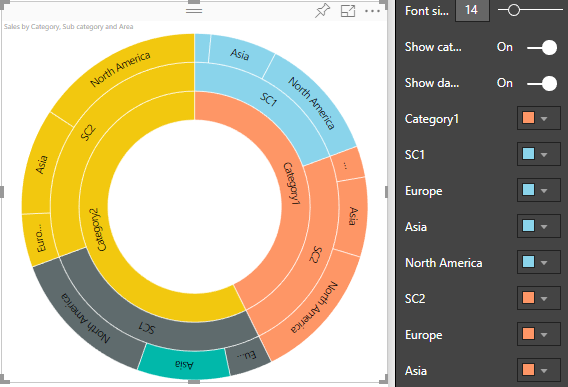 Sales by Category, Sub category and Area
Asia
North America
SC1
Category1
...
Asia
SC2
North America
Eu...
Asia
North America
SC1
Category2
Euro...
Asia
SC2
North America
Font si...
14
Show cat...
On
Show da...
On
Category1
SC1
Europe
Asia
North America
SC2
Europe
Asia